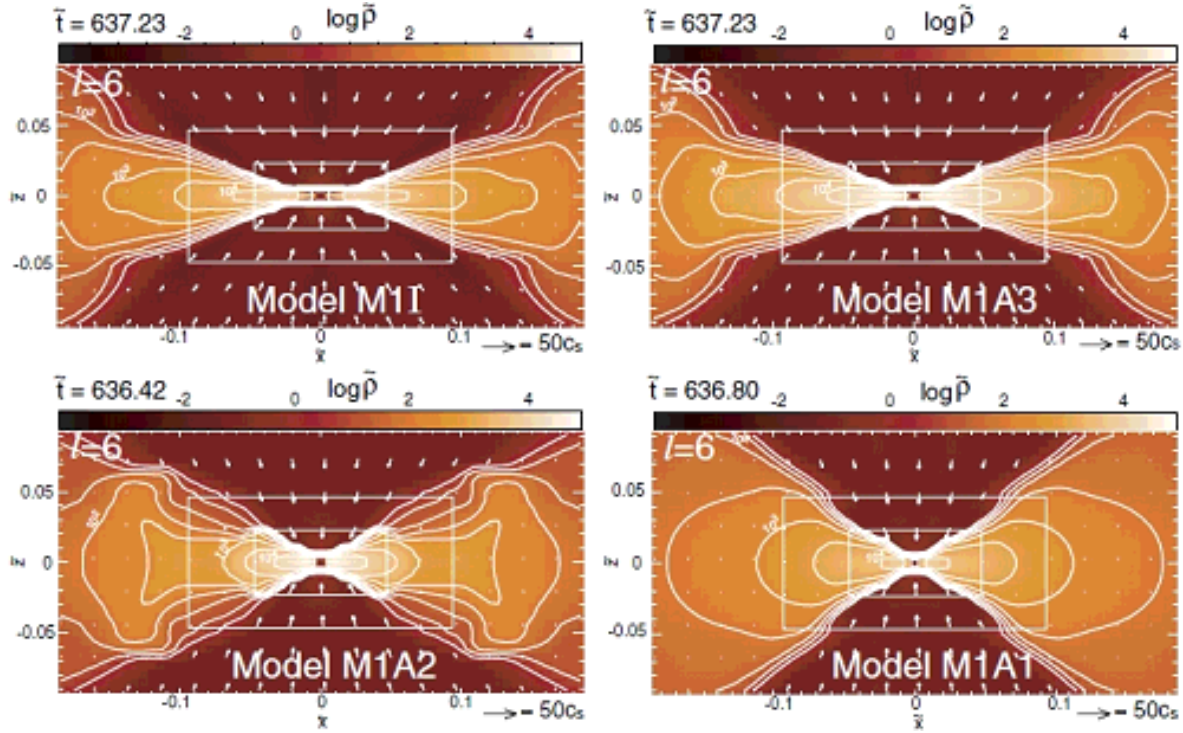 t̃ = 637.23 log ρ̃
-2 0 2 4
l=6
10²
10³
0.05
z̃ 0
-0.05
Model M1I
-0.1 0 0.1
x̃ → = 50cs
t̃ = 637.23 log ρ̃
-2 0 2 4
l=6
0.05
z̃ 0
-0.05
Model M1A3
-0.1 0 0.1
x̃ → = 50cs
t̃ = 636.42 log ρ̃
-2 0 2 4
l=6
0.05
z̃ 0
-0.05
Model M1A2
-0.1 0 0.1
x̃ → = 50cs
t̃ = 636.80 log ρ̃
-2 0 2 4
l=6
0.05
z̃ 0
-0.05
Model M1A1
-0.1 0 0.1
x̃ → = 50cs